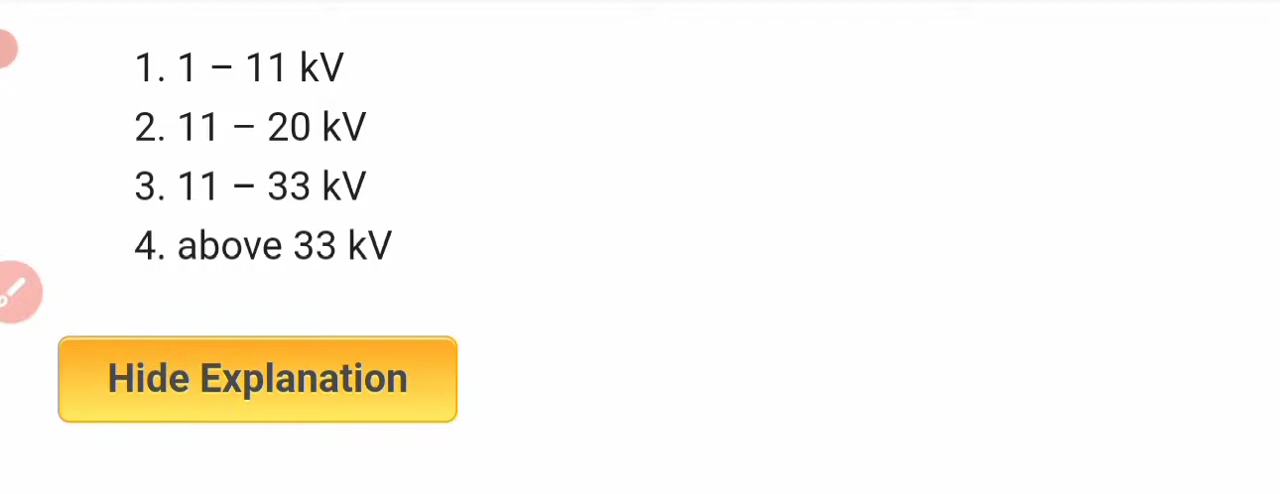 1. 1 – 11 kV
2. 11 – 20 kV
3. 11 – 33 kV
4. above 33 kV
Hide Explanation